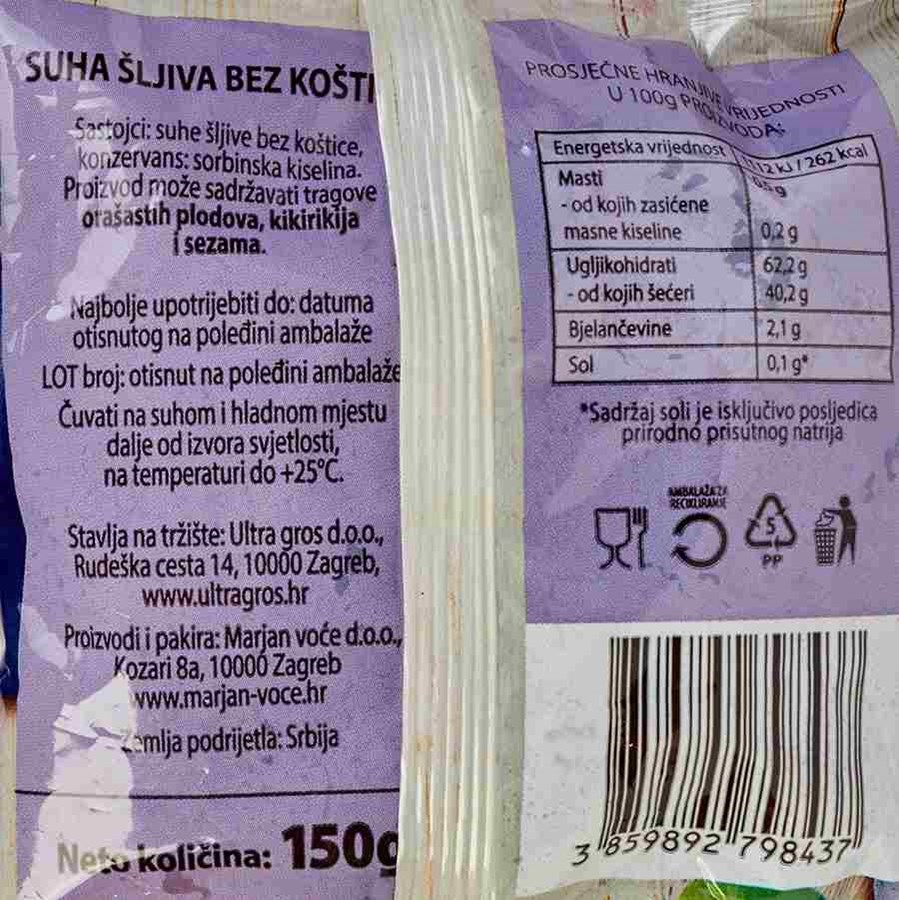 SUHA ŠLJIVA BEZ KOŠTI
Sastojci: suhe šljive bez koštice,
konzervans: sorbinska kiselina.
Proizvod može sadržavati tragove
orašastih plodova, kikirikija
i sezama.
Najbolje upotrijebiti do: datuma
otisnutog na poleđini ambalaže
LOT broj: otisnut na poleđini ambalaže
Čuvati na suhom i hladnom mjestu
dalje od izvora svjetlosti,
na temperaturi do +25°C.
Stavlja na tržište: Ultra gros d.o.o.,
Rudeška cesta 14, 10000 Zagreb,
www.ultragros.hr
Proizvodi i pakira: Marjan voće d.o.o.,
Kozari 8a, 10000 Zagreb
www.marjan-voce.hr
Zemlja podrijetla: Srbija
Neto količina: 150g
PROSJEČNE HRANJIVE VRIJEDNOSTI
U 100g PROIZVODA:
Energetska vrijednost 1112 kJ / 262 kcal
Masti
- od kojih zasićene
masne kiseline 0,2 g
Ugljikohidrati 62,2 g
- od kojih šećeri 40,2 g
Bjelančevine 2,1 g
Sol 0,1 g*
*Sadržaj soli je isključivo posljedica
prirodno prisutnog natrija
AMBALAŽA ZA
RECIKLIRANJE
5
PP
3 859892 798437